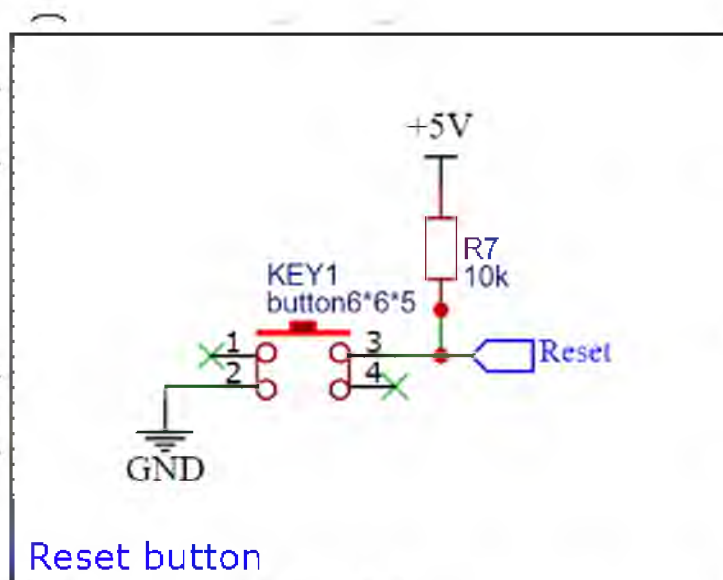 +5V
R7
10k
KEY1
button6*6*5
1
3
Reset
2
4
GND
Reset button